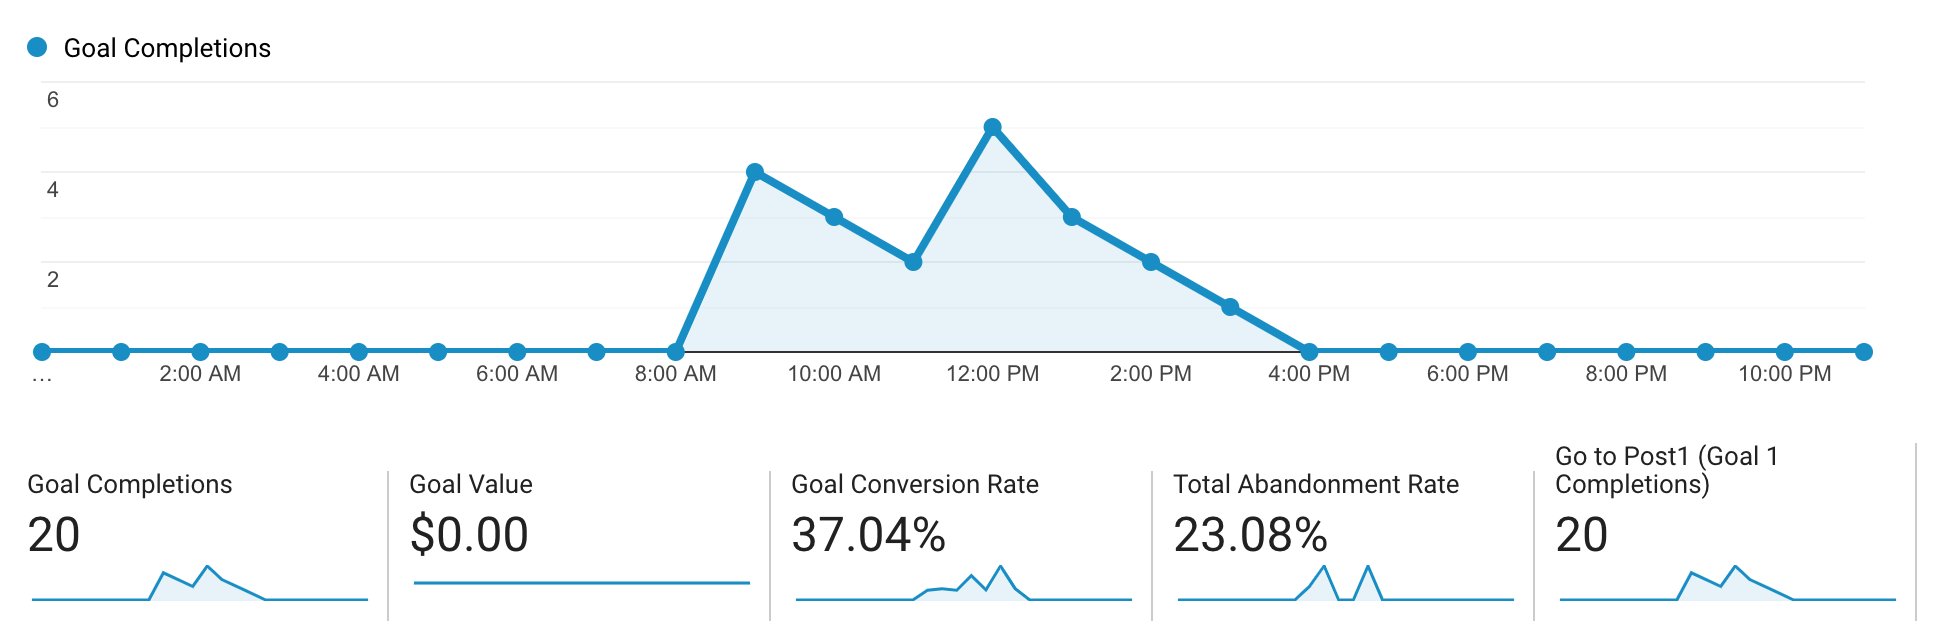 Goal Completions
6
4
2
... 2:00 AM 4:00 AM 6:00 AM 8:00 AM 10:00 AM 12:00 PM 2:00 PM 4:00 PM 6:00 PM 8:00 PM 10:00 PM
Goal Completions
20
Goal Value
$0.00
Goal Conversion Rate
37.04%
Total Abandonment Rate
23.08%
Go to Post1 (Goal 1
Completions)
20